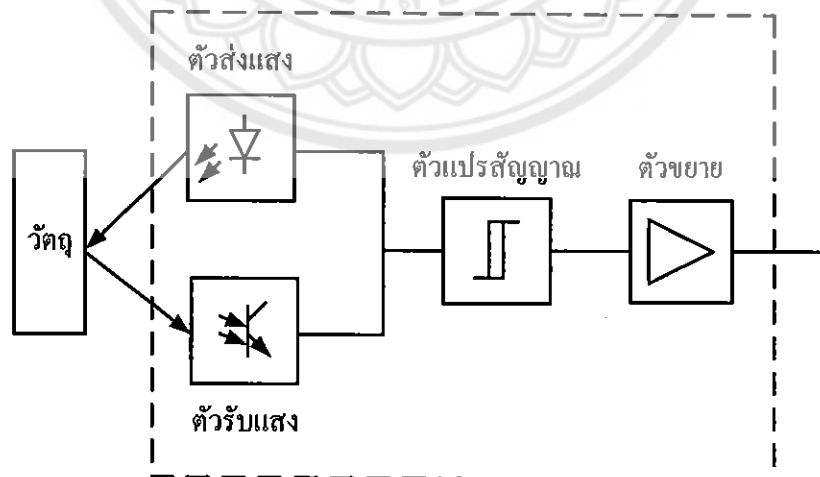 ตัวส่งแสง
ตัวแปรสัญญาณ
ตัวขยาย
วัตถุ
ตัวรับแสง